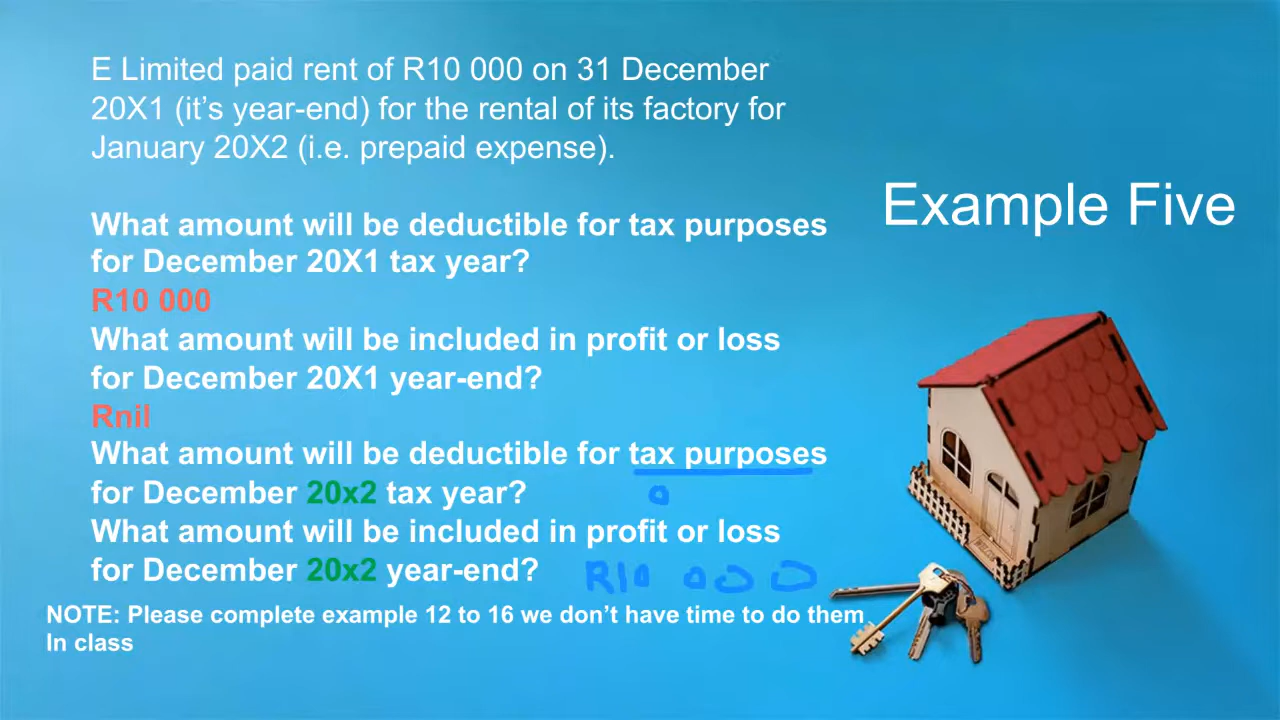 E Limited paid rent of R10 000 on 31 December
20X1 (it's year-end) for the rental of its factory for
January 20X2 (i.e. prepaid expense).
Example Five
What amount will be deductible for tax purposes
for December 20X1 tax year?
R10 000
What amount will be included in profit or loss
for December 20X1 year-end?
Rnil
What amount will be deductible for tax purposes
for December 20x2 tax year?
0
What amount will be included in profit or loss
for December 20x2 year-end? R10 000
NOTE: Please complete example 12 to 16 we don't have time to do them
In class